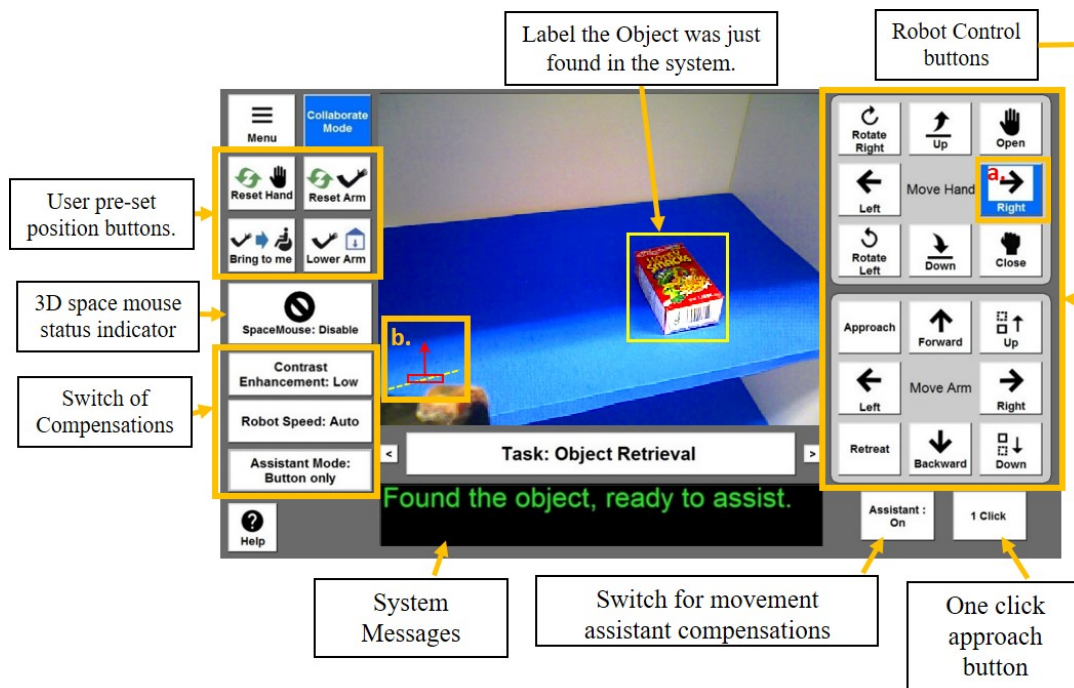 Label the Object was just
found in the system.
Robot Control
buttons
User pre-set
position buttons.
3D space mouse
status indicator
Switch of
Compensations
Menu
Collaborate
Mode
Reset Hand
Reset Arm
Bring to me
Lower Arm
SpaceMouse: Disable
Contrast
Enhancement: Low
Robot Speed: Auto
Assistant Mode:
Button only
Help
b.
SNACKS
<
Task: Object Retrieval
>
Found the object, ready to assist.
Rotate
Right
Up
Open
Left
Move Hand
a.
Right
Rotate
Left
Down
Close
Approach
Forward
Up
Left
Move Arm
Right
Retreat
Backward
Down
Assistant :
On
1 Click
System
Messages
Switch for movement
assistant compensations
One click
approach
button